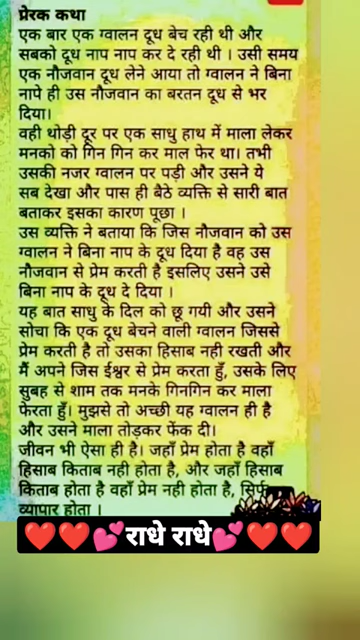 प्रेरक कथा
एक बार एक ग्वालन दूध बेच रही थी और
सबको दूध नाप नाप कर दे रही थी । उसी समय
एक नौजवान दूध लेने आया तो ग्वालन ने बिना
नापे ही उस नौजवान का बरतन दूध से भर
दिया।
वही थोड़ी दूर पर एक साधु हाथ में माला लेकर
मनको को गिन गिन कर माल फेर था। तभी
उसकी नजर ग्वालन पर पड़ी और उसने ये
सब देखा और पास ही बैठे व्यक्ति से सारी बात
बताकर इसका कारण पूछा ।
उस व्यक्ति ने बताया कि जिस नौजवान को उस
ग्वालन ने बिना नाप के दूध दिया है वह उस
नौजवान से प्रेम करती है इसलिए उसने उसे
बिना नाप के दूध दे दिया ।
यह बात साधु के दिल को छू गयी और उसने
सोचा कि एक दूध बेचने वाली ग्वालन जिससे
प्रेम करती है तो उसका हिसाब नही रखती और
मैं अपने जिस ईश्वर से प्रेम करता हुँ, उसके लिए
सुबह से शाम तक मनके गिनगिन कर माला
फेरता हुँ। मुझसे तो अच्छी यह ग्वालन ही है
और उसने माला तोड़कर फेंक दी।
जीवन भी ऐसा ही है। जहाँ प्रेम होता है वहाँ
हिसाब किताब नही होता है, और जहाँ हिसाब
किताब होता है वहाँ प्रेम नही होता है, सिर्फ
व्यापार होता ।
❤️❤️💕राधे राधे💕❤️❤️